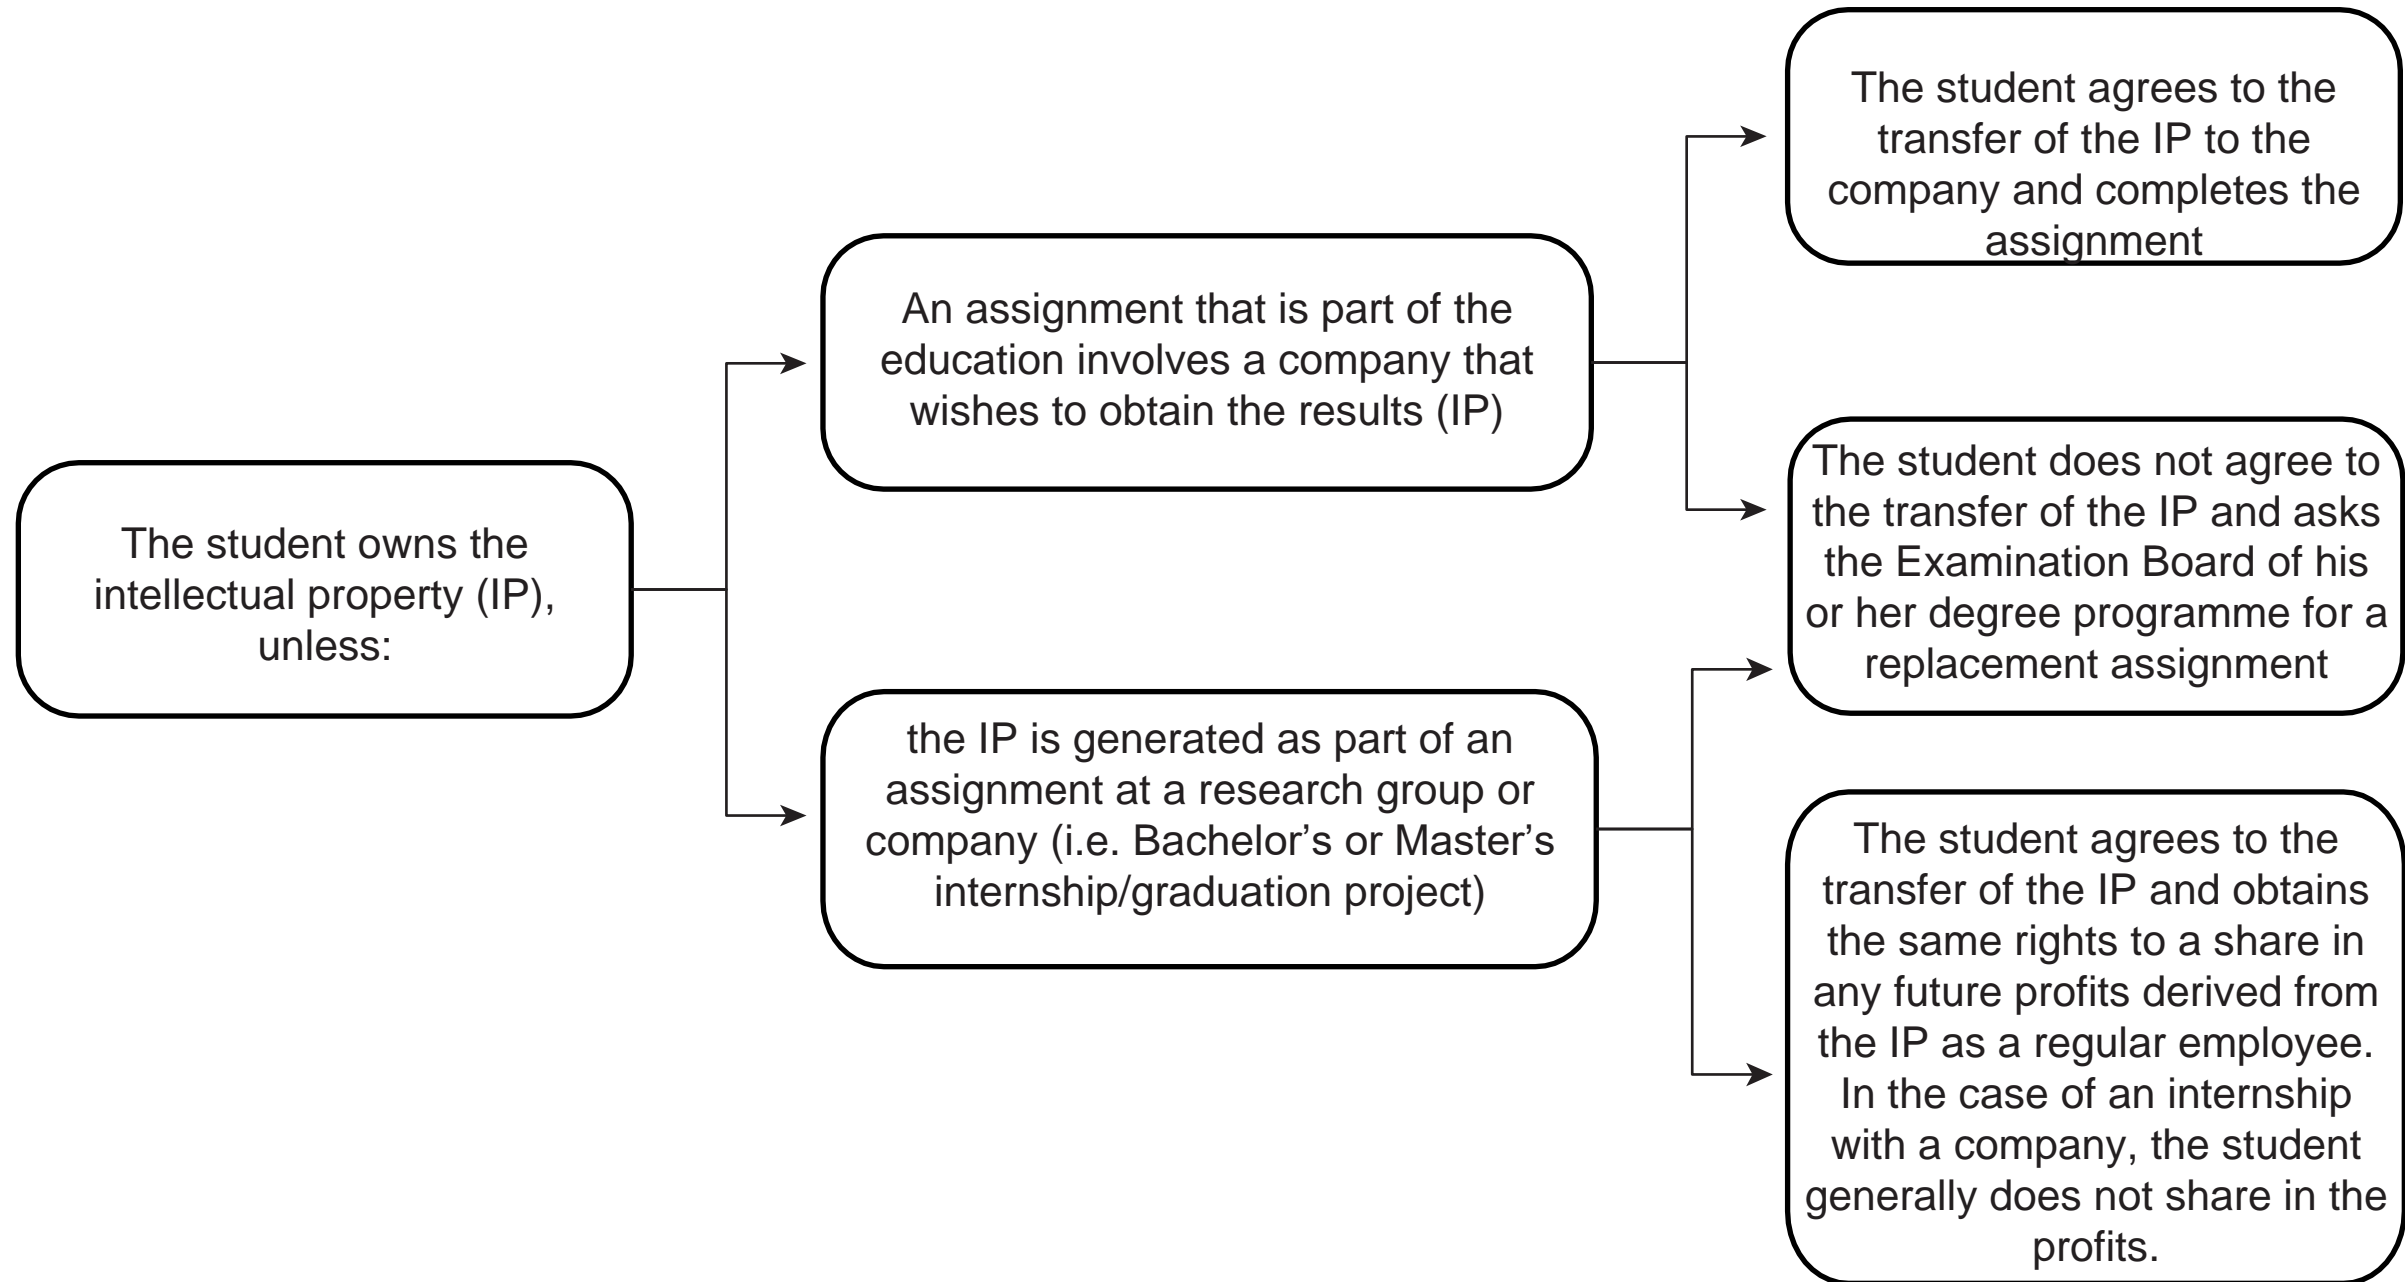 The student owns the
intellectual property (IP),
unless:
An assignment that is part of the
education involves a company that
wishes to obtain the results (IP)
the IP is generated as part of an
assignment at a research group or
company (i.e. Bachelor’s or Master’s
internship/graduation project)
The student agrees to the
transfer of the IP to the
company and completes the
assignment
The student does not agree to
the transfer of the IP and asks
the Examination Board of his
or her degree programme for a
replacement assignment
The student agrees to the
transfer of the IP and obtains
the same rights to a share in
any future profits derived from
the IP as a regular employee.
In the case of an internship
with a company, the student
generally does not share in the
profits.